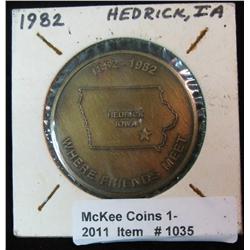 1982 HEDRICK, IA
1882-1982
HEDRICK
IOWA
WHERE FRIENDS MEET
McKee Coins 1-
2011 Item # 1035